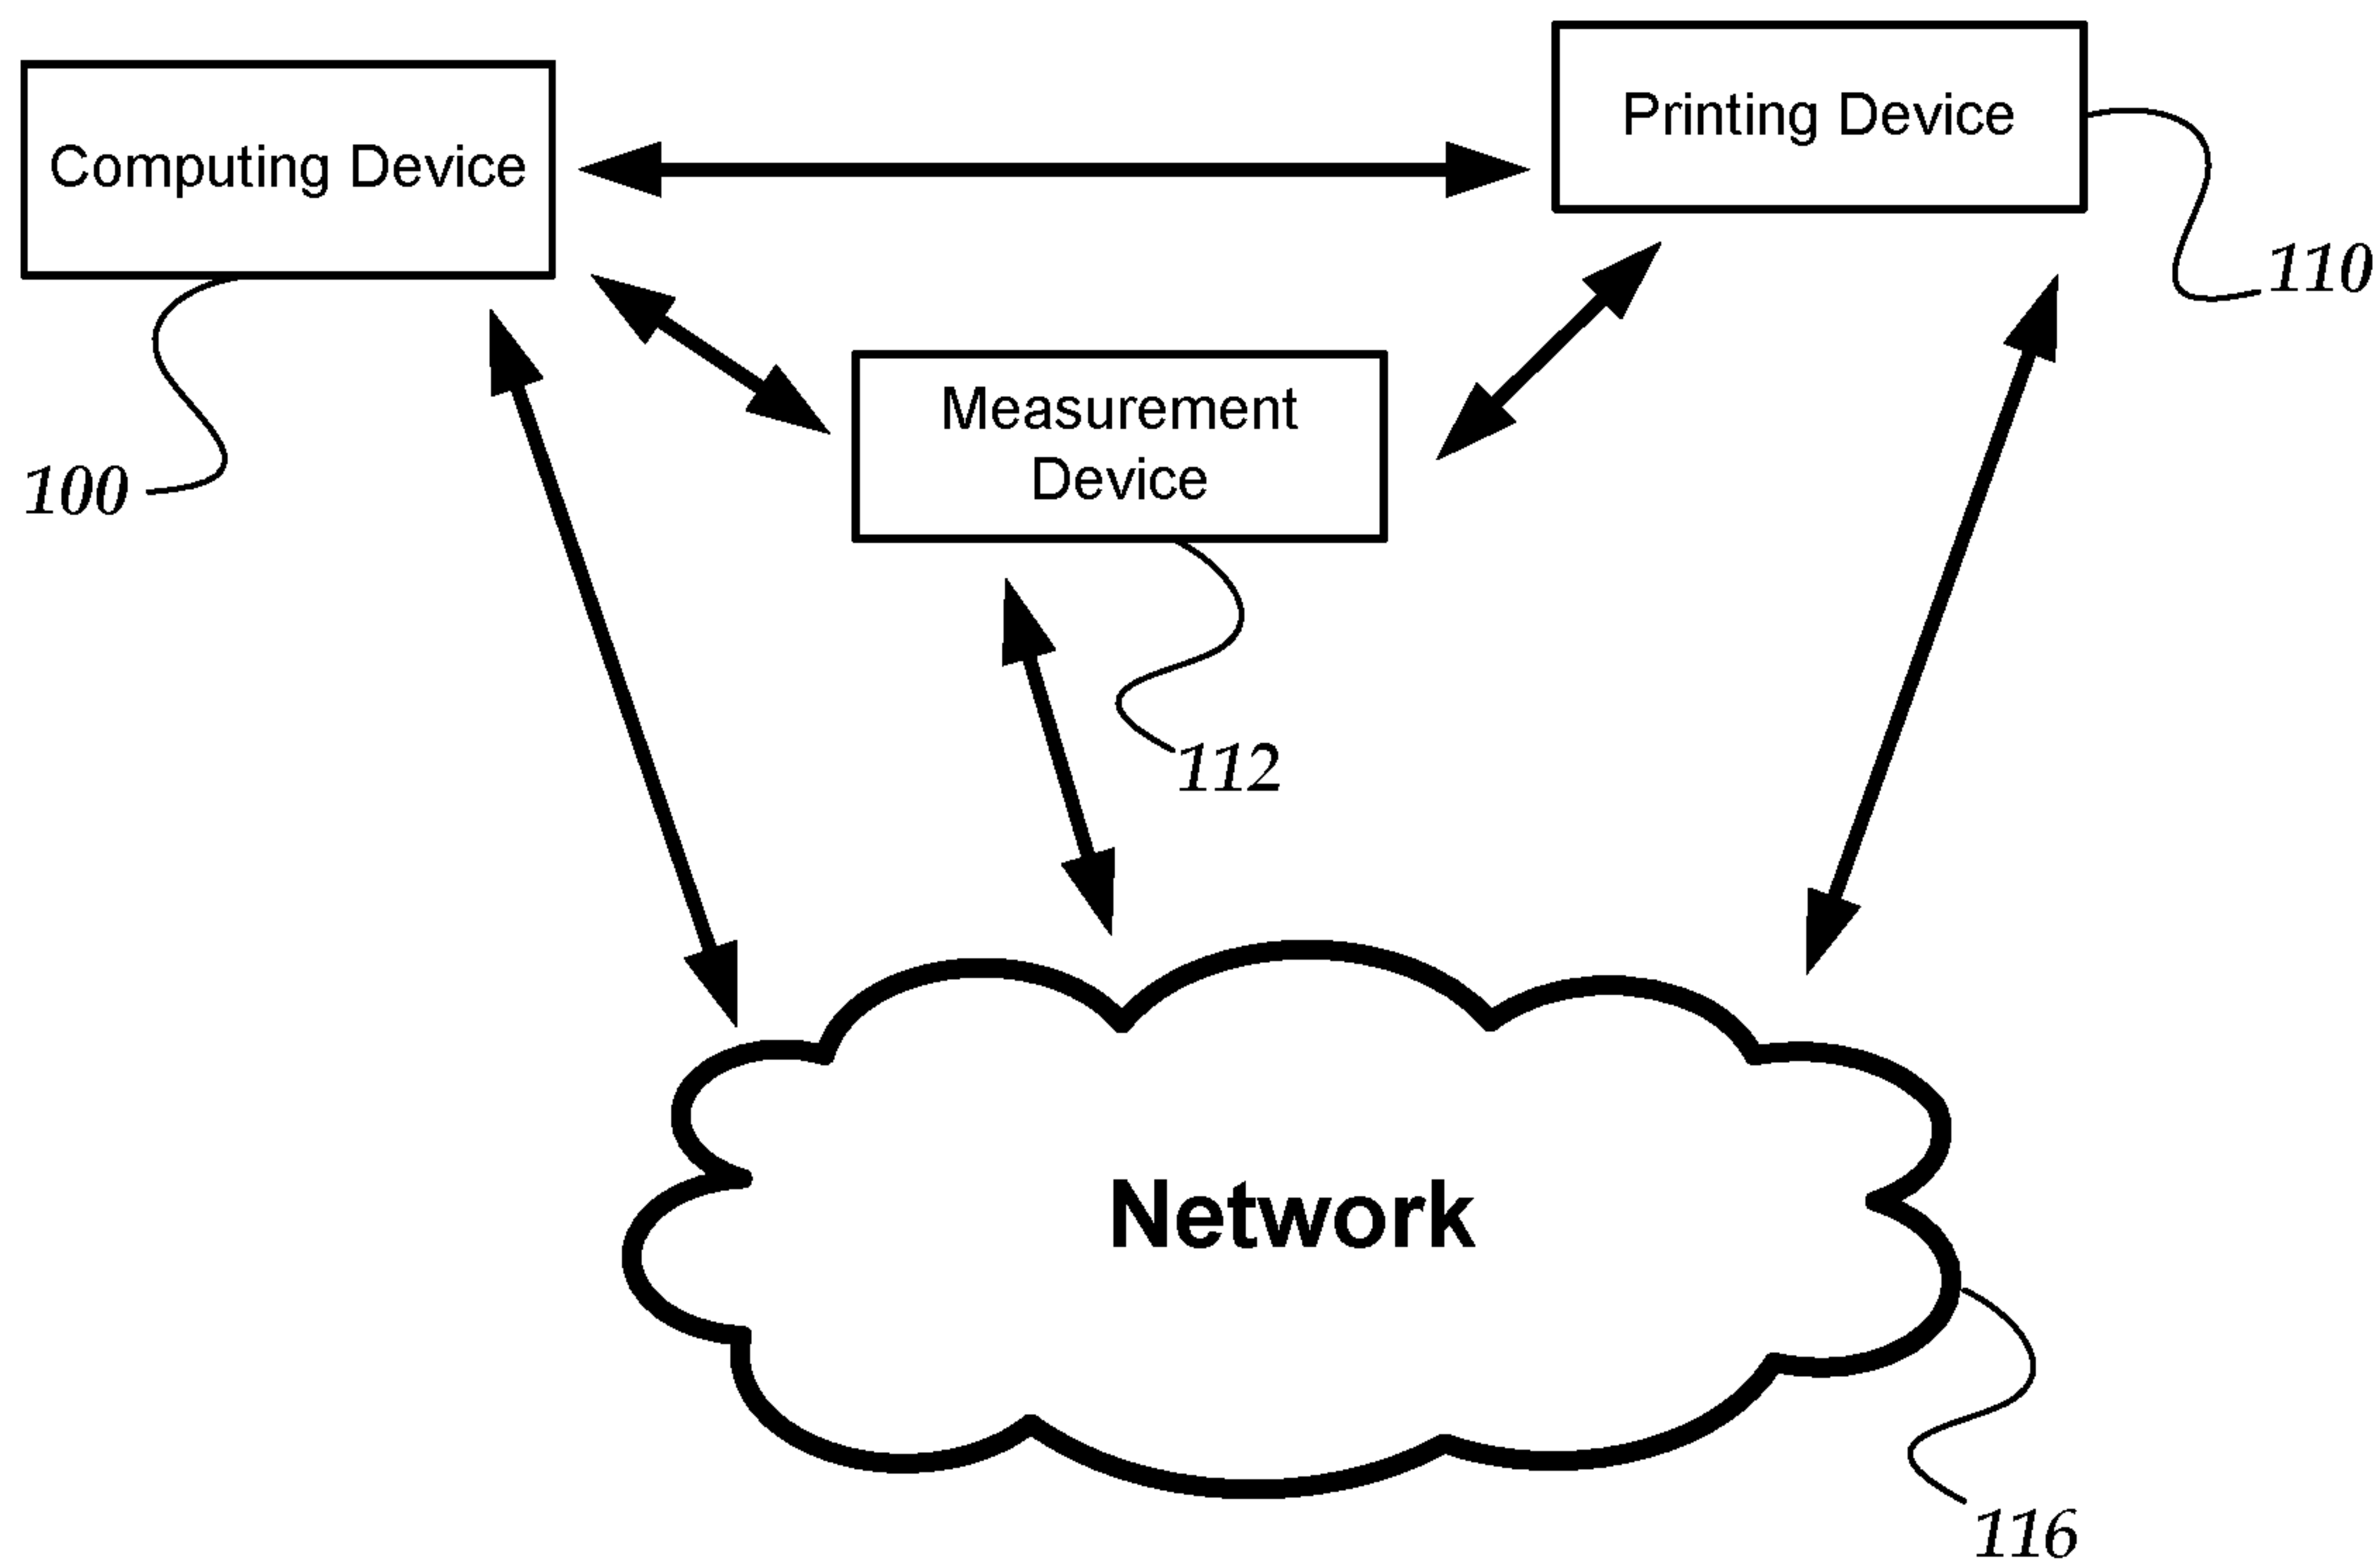 Printing Device
Computing Device
110
Measurement
Device
100
112
Network
116